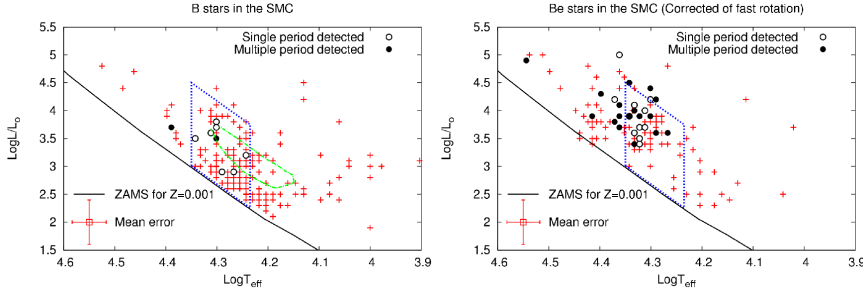 B stars in the SMC
Single period detected
Multiple period detected
LogL/Lo
5.5
5
4.5
4
3.5
3
2.5
2
1.5
ZAMS for Z=0.001
Mean error
4.6 4.5 4.4 4.3 4.2 4.1 4 3.9
LogTeff
Be stars in the SMC (Corrected of fast rotation)
Single period detected
Multiple period detected
LogL/Lo
5.5
5
4.5
4
3.5
3
2.5
2
1.5
ZAMS for Z=0.001
Mean error
4.6 4.5 4.4 4.3 4.2 4.1 4 3.9
LogTeff